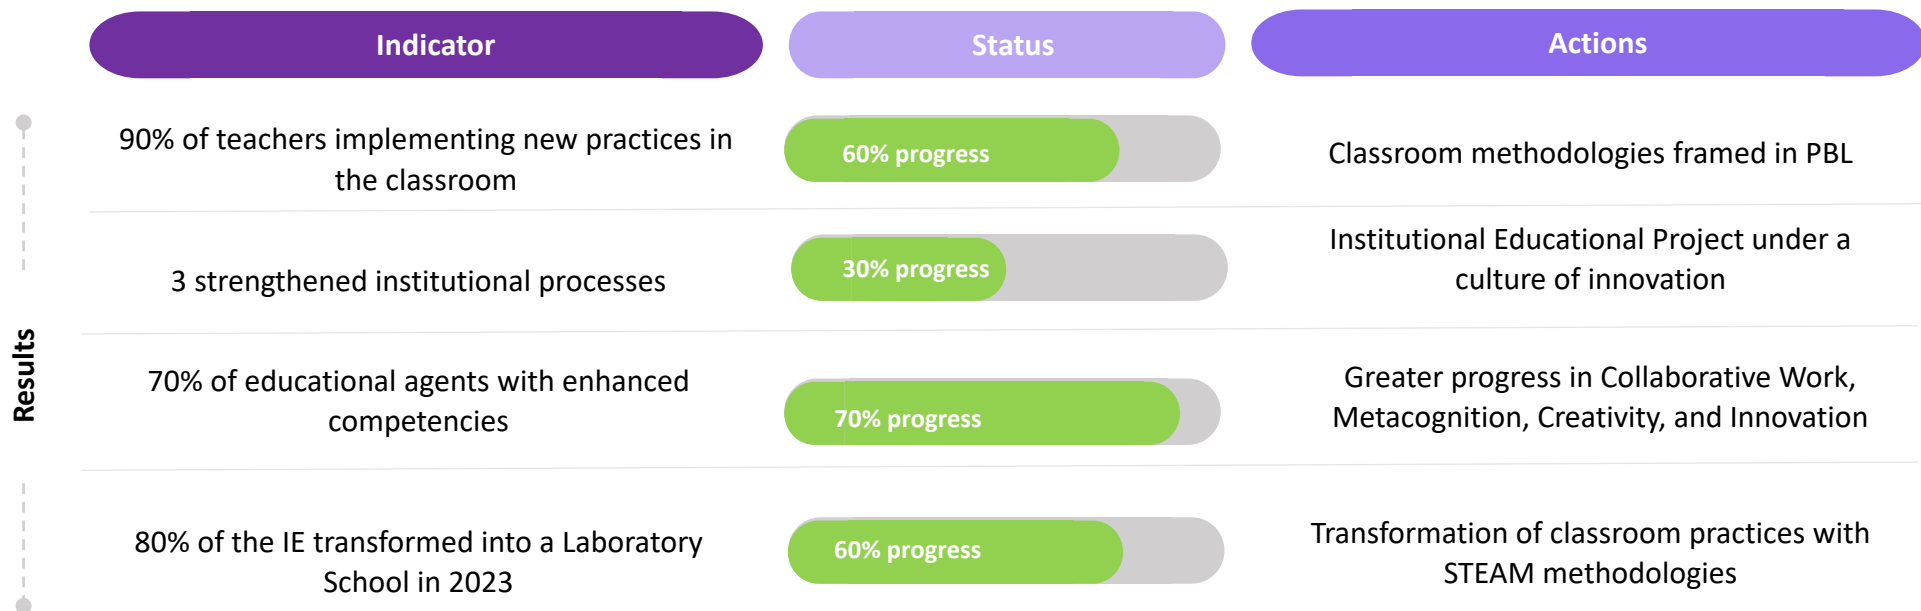 Indicator
Status
Actions
Results
90% of teachers implementing new practices in
the classroom
60% progress
Classroom methodologies framed in PBL
3 strengthened institutional processes
30% progress
Institutional Educational Project under a
culture of innovation
70% of educational agents with enhanced
competencies
70% progress
Greater progress in Collaborative Work,
Metacognition, Creativity, and Innovation
80% of the IE transformed into a Laboratory
School in 2023
60% progress
Transformation of classroom practices with
STEAM methodologies